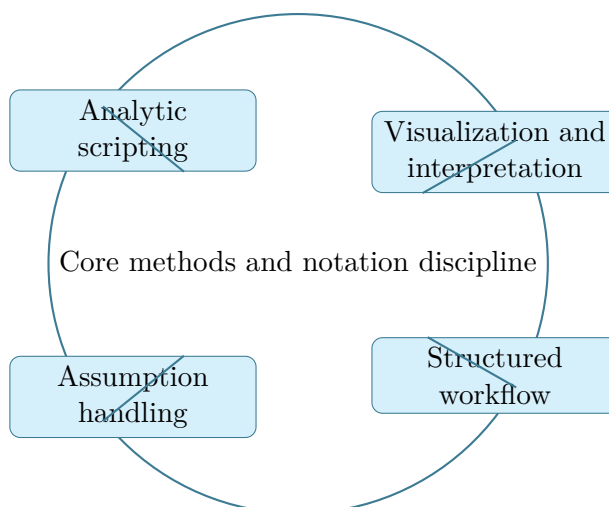 Analytic
scripting
Visualization and
interpretation
Core methods and notation discipline
Assumption
handling
Structured
workflow